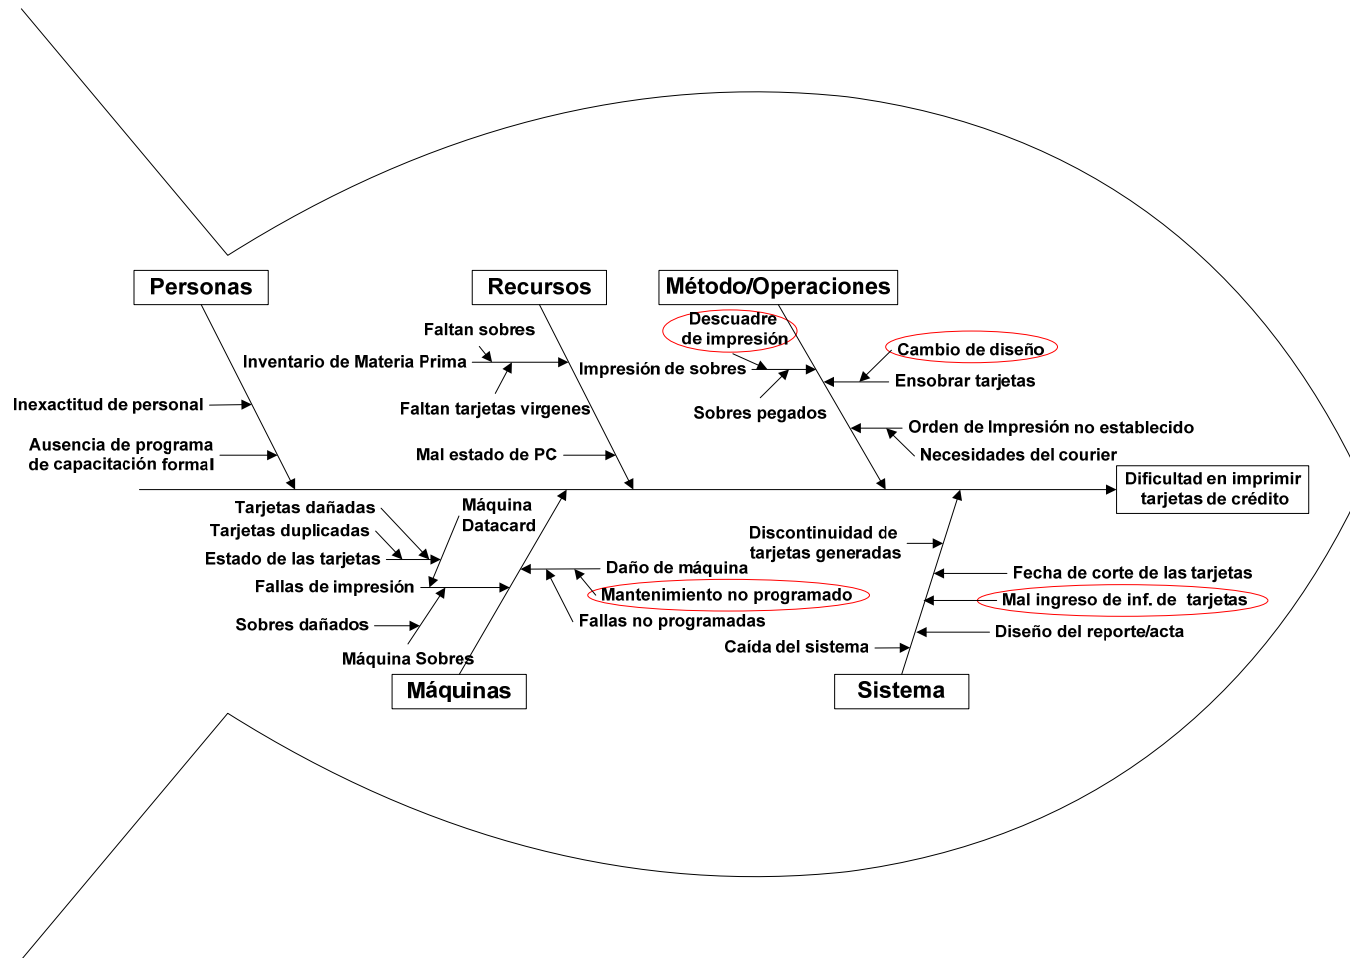 Personas
Recursos
Método/Operaciones
Faltan sobres
Descuadre
de impresión
Inventario de Materia Prima
Impresión de sobres
Cambio de diseño
Ensobrar tarjetas
Inexactitud de personal
Faltan tarjetas virgenes
Sobres pegados
Orden de Impresión no establecido
Ausencia de programa
de capacitación formal
Mal estado de PC
Necesidades del courier
Dificultad en imprimir
tarjetas de crédito
Tarjetas dañadas
Máquina
Datacard
Tarjetas duplicadas
Estado de las tarjetas
Discontinuidad de
tarjetas generadas
Fallas de impresión
Daño de máquina
Fecha de corte de las tarjetas
Mantenimiento no programado
Mal ingreso de inf. de tarjetas
Sobres dañados
Fallas no programadas
Diseño del reporte/acta
Máquina Sobres
Caída del sistema
Máquinas
Sistema